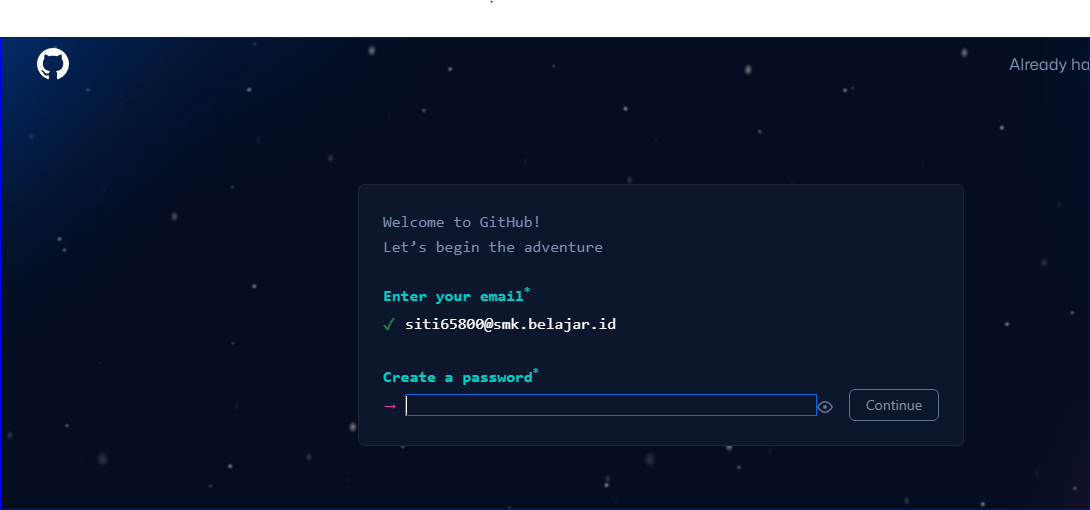 Already ha
Welcome to GitHub!
Let’s begin the adventure
Enter your email*
✓ siti65800@smk.belajar.id
Create a password*
→
Continue